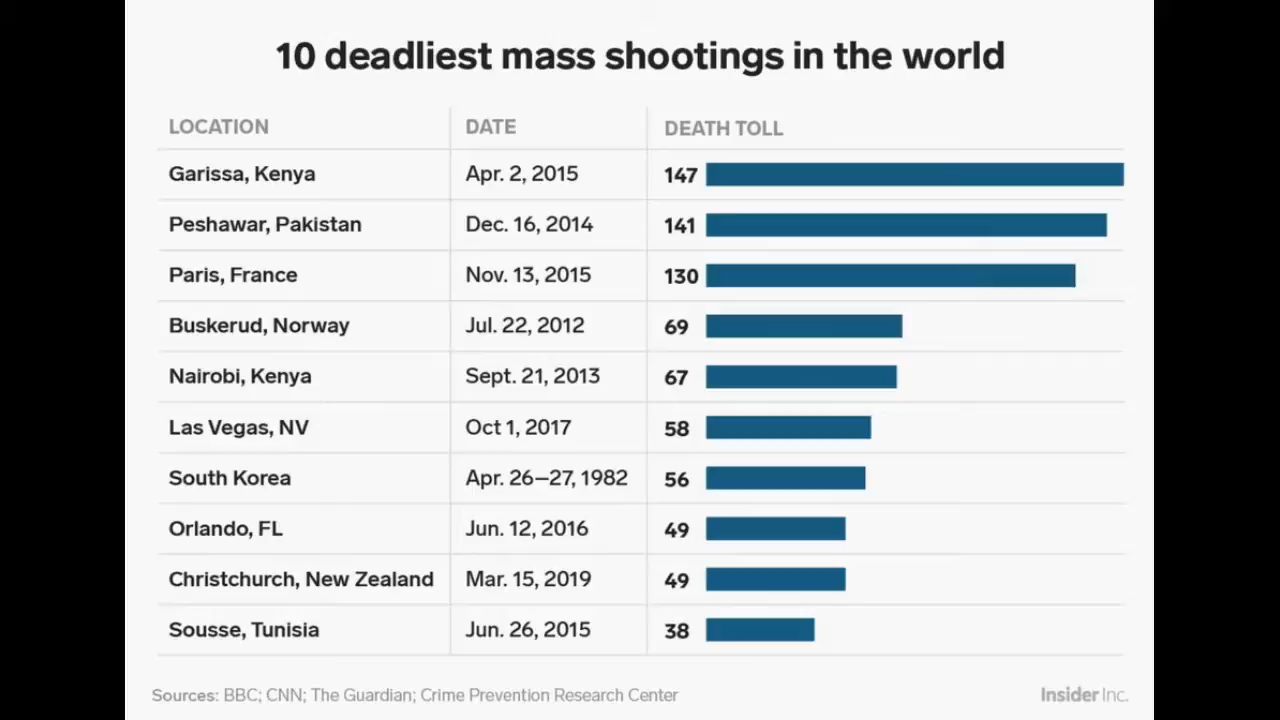 10 deadliest mass shootings in the world
LOCATION DATE DEATH TOLL
Garissa, Kenya Apr. 2, 2015 147
Peshawar, Pakistan Dec. 16, 2014 141
Paris, France Nov. 13, 2015 130
Buskerud, Norway Jul. 22, 2012 69
Nairobi, Kenya Sept. 21, 2013 67
Las Vegas, NV Oct 1, 2017 58
South Korea Apr. 26–27, 1982 56
Orlando, FL Jun. 12, 2016 49
Christchurch, New Zealand Mar. 15, 2019 49
Sousse, Tunisia Jun. 26, 2015 38
Sources: BBC; CNN; The Guardian; Crime Prevention Research Center Insider Inc.